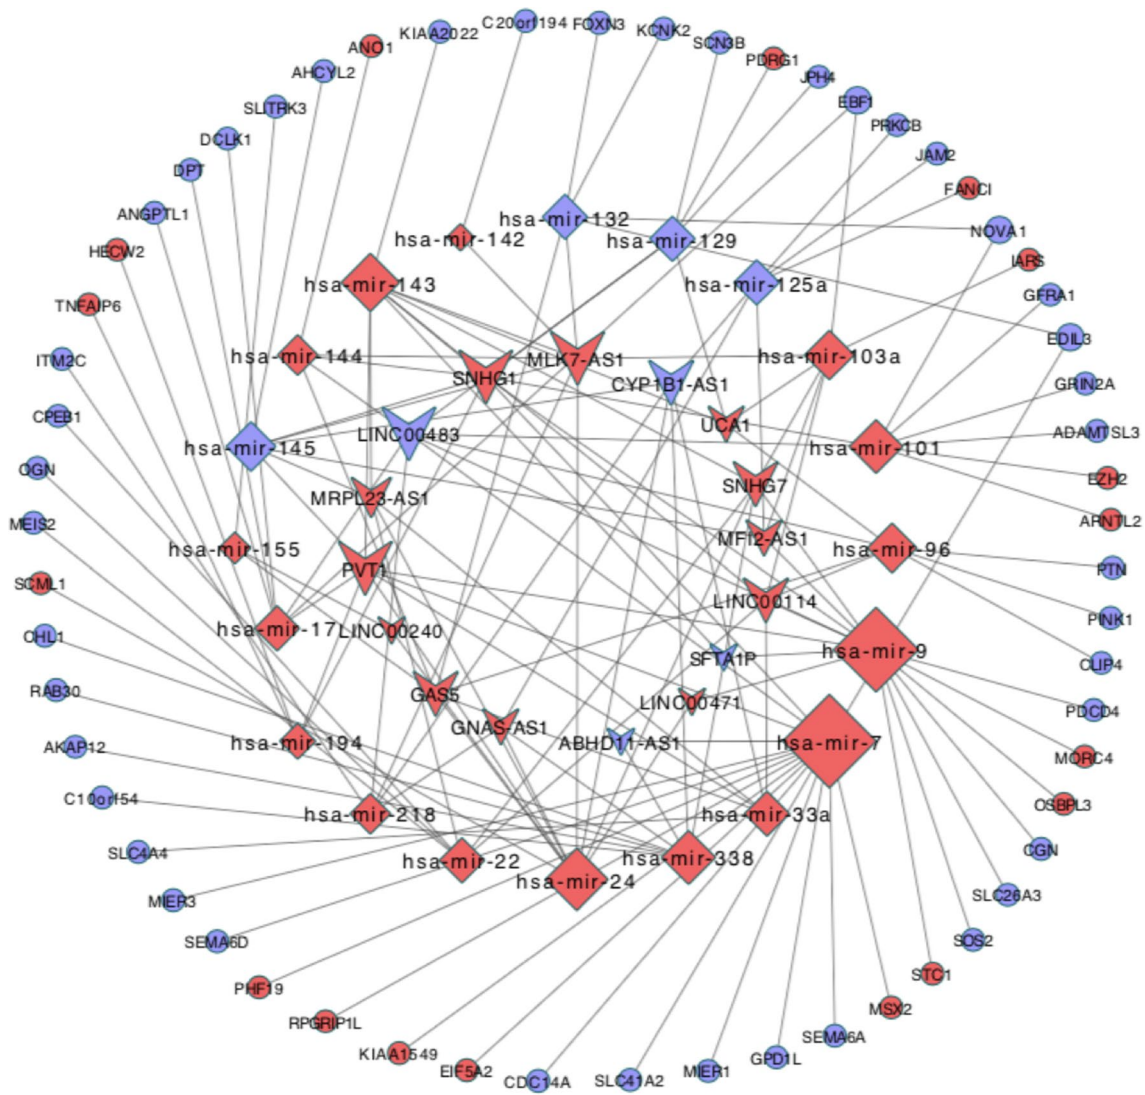 C20orf194
FOXN3
KIAA2022
KCNK2
ANO1
SCN3B
PDRG1
AHCYL2
JPH4
SLITRK3
EBF1
DCLK1
PRKCB
DPT
JAM2
ANGPTL1
FANCI
HECW2
hsa-mir-132
hsa-mir-142
hsa-mir-129
NOVA1
TNFAIP6
hsa-mir-143
hsa-mir-125a
IARS
GFRA1
ITM2C
hsa-mir-144
MLK7-AS1
hsa-mir-103a
EDIL3
SNHG1
CYP1B1-AS1
GRIN2A
CPEB1
LINC00483
UCA1
ADAMTSL3
hsa-mir-145
hsa-mir-101
OGN
EZH2
MRPL23-AS1
SNHG7
MEIS2
ARNTL2
MFI2-AS1
hsa-mir-155
hsa-mir-96
PTN
SCML1
PVT1
LINC00114
PINK1
CHL1
hsa-mir-17
LINC00240
hsa-mir-9
SFTA1P
CLIP4
RAB30
GAS5
LINC00471
PDCD4
GNAS-AS1
AKAP12
hsa-mir-194
ABHD11-AS1
hsa-mir-7
MORC4
C10orf54
hsa-mir-218
hsa-mir-33a
OSBPL3
SLC4A4
hsa-mir-22
hsa-mir-338
CGN
hsa-mir-24
MIER3
SLC26A3
SEMA6D
SOS2
PHF19
STC1
RPGRIP1L
MSX2
KIAA1549
SEMA6A
EIF5A2
GPD1L
CDC14A
SLC41A2
MIER1